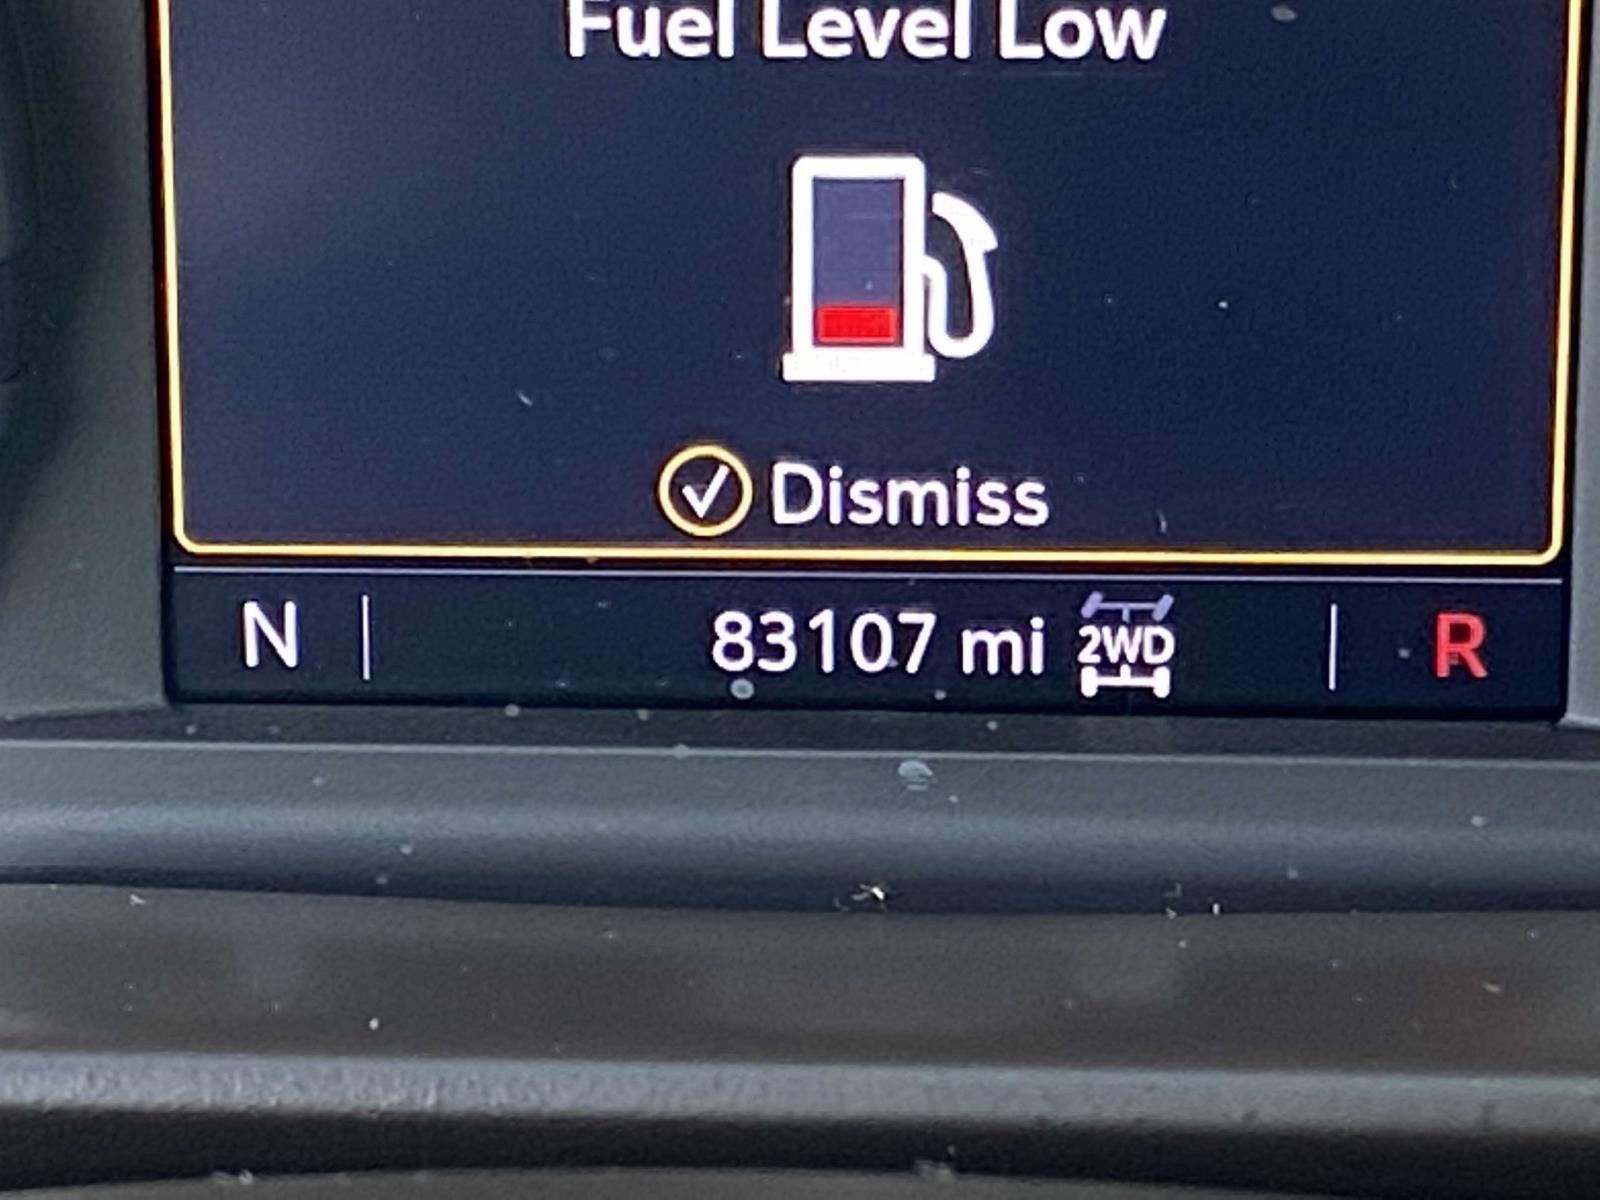 Fuel Level Low
Dismiss
N 83107 mi 2WD R